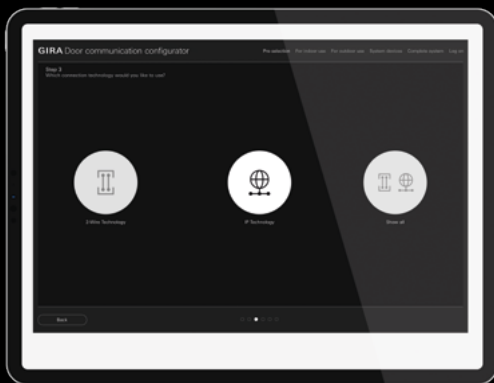 GIRA Door communication configurator
Pre-selection For indoor use For outdoor use System devices Complete system Log on
Step 3
Which connection technology would you like to use?
2-Wire Technology
IP Technology
Show all
Back